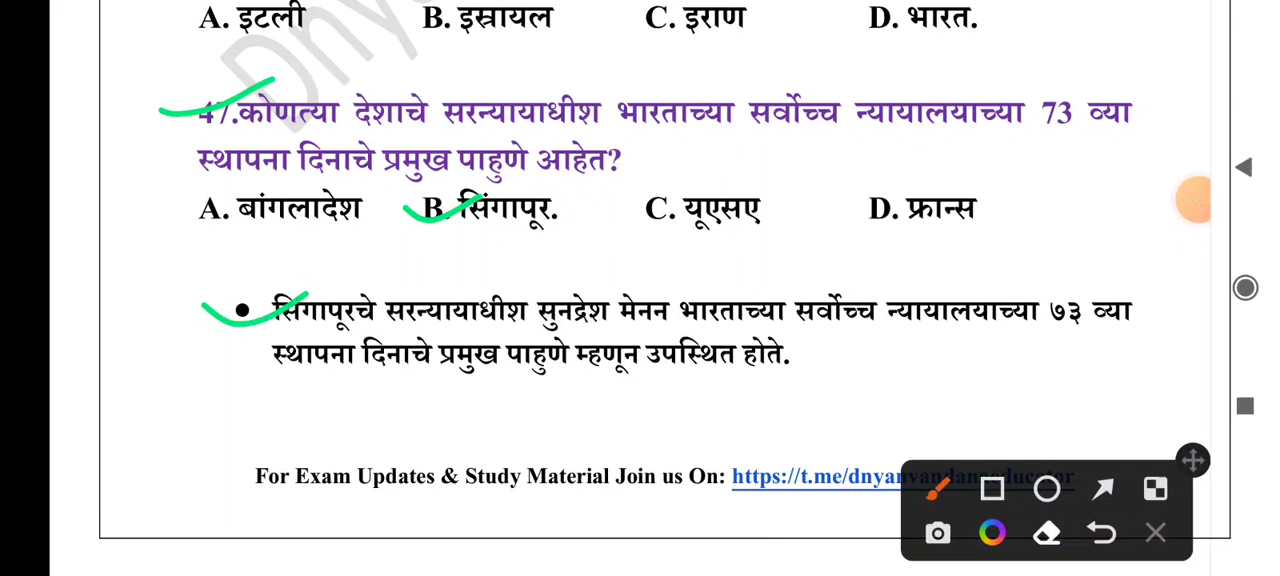 A. इटली B. इस्रायल C. इराण D. भारत.
47.कोणत्या देशाचे सरन्यायाधीश भारताच्या सर्वोच्च न्यायालयाच्या 73 व्या
स्थापना दिनाचे प्रमुख पाहुणे आहेत?
A. बांगलादेश B. सिंगापूर. C. यूएसए D. फ्रान्स
• सिंगापूरचे सरन्यायाधीश सुनद्रेश मेनन भारताच्या सर्वोच्च न्यायालयाच्या ७३ व्या
स्थापना दिनाचे प्रमुख पाहुणे म्हणून उपस्थित होते.
For Exam Updates & Study Material Join us On: https://t.me/dnyanvandaneducator